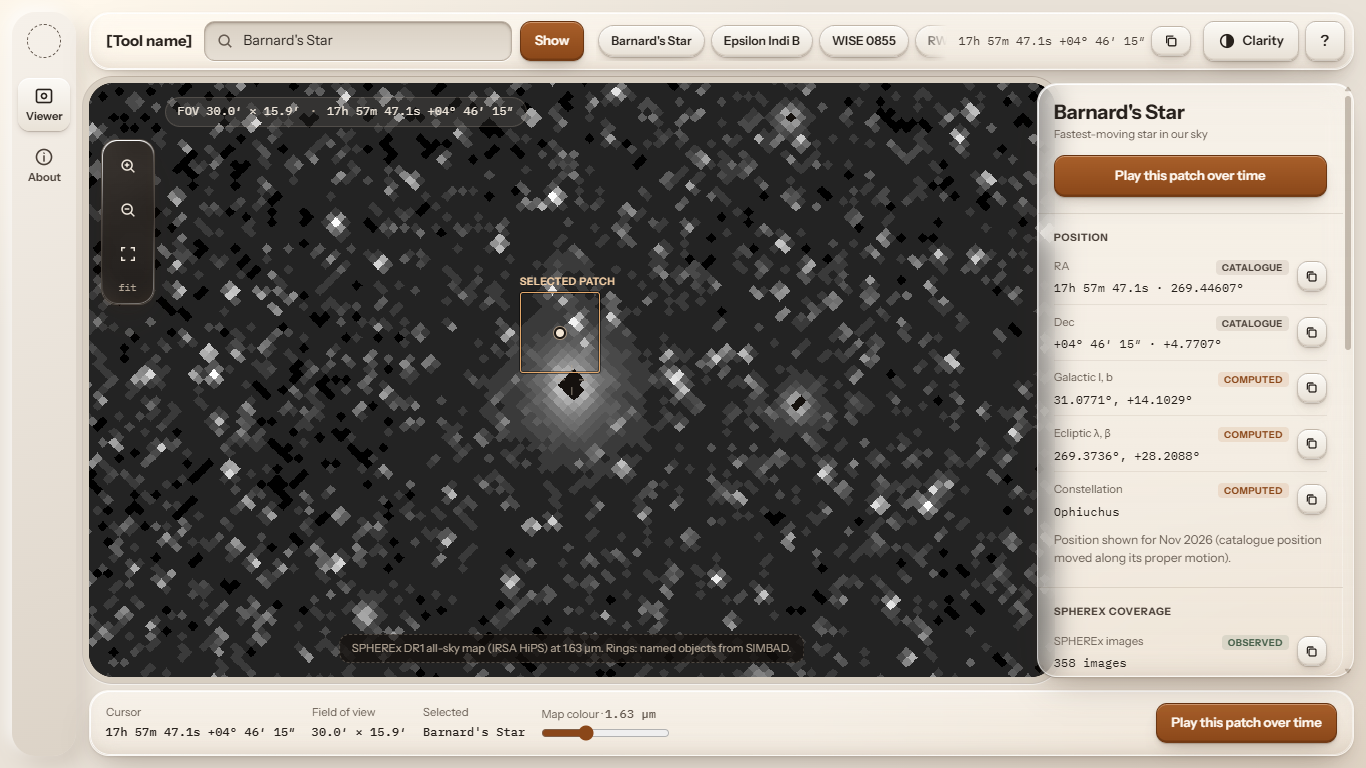 [Tool name]
Barnard's Star
Show
Barnard's Star
Epsilon Indi B
WISE 0855
17h 57m 47.1s +04° 46′ 15″
Clarity
?
Viewer
About
FOV 30.0′ × 15.9′ · 17h 57m 47.1s +04° 46′ 15″
fit
SELECTED PATCH
SPHEREx DR1 all-sky map (IRSA HiPS) at 1.63 µm. Rings: named objects from SIMBAD.
Barnard's Star
Fastest-moving star in our sky
Play this patch over time
POSITION
RA
CATALOGUE
17h 57m 47.1s · 269.44607°
Dec
CATALOGUE
+04° 46′ 15″ · +4.7707°
Galactic l, b
COMPUTED
31.0771°, +14.1029°
Ecliptic λ, β
COMPUTED
269.3736°, +28.2088°
Constellation
COMPUTED
Ophiuchus
Position shown for Nov 2026 (catalogue position
moved along its proper motion).
SPHEREX COVERAGE
SPHEREx images
OBSERVED
358 images
Cursor
17h 57m 47.1s +04° 46′ 15″
Field of view
30.0′ × 15.9′
Selected
Barnard's Star
Map colour · 1.63 µm
Play this patch over time